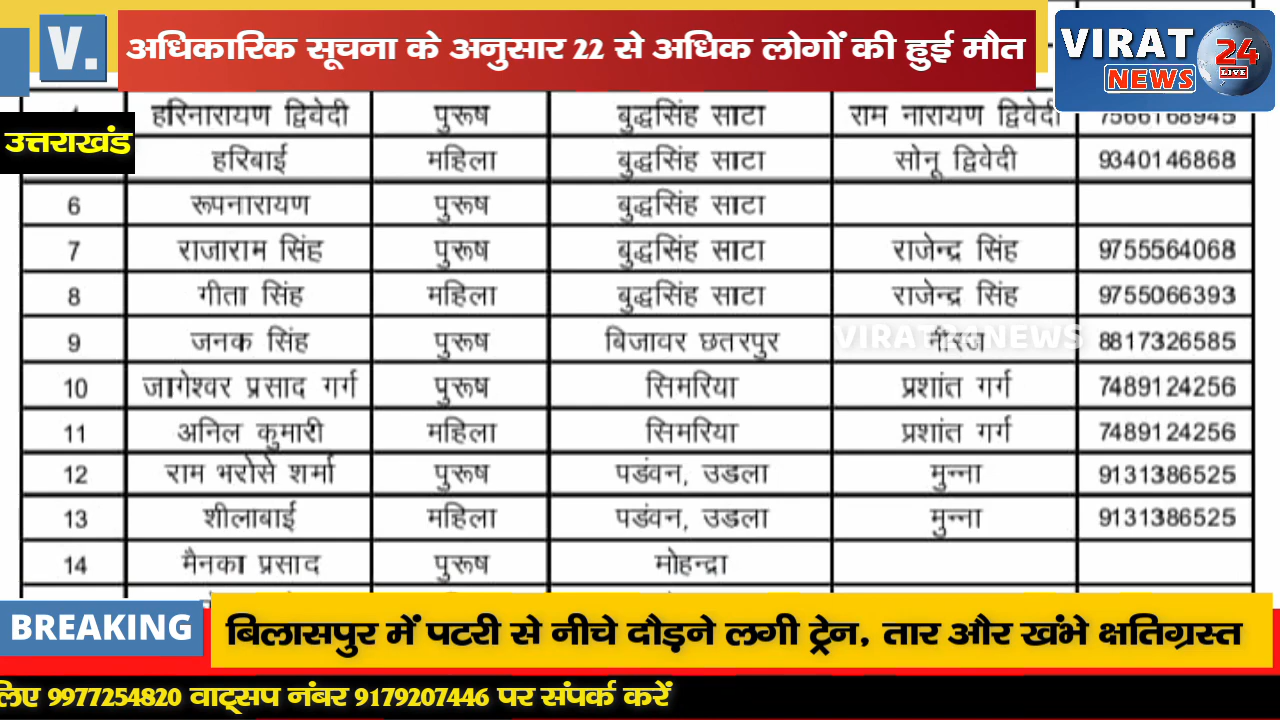 V.
अधिकारिक सूचना के अनुसार 22 से अधिक लोगों की हुई मौत
VIRAT
NEWS
24
LIVE
उत्तराखंड
हरिनारायण द्विवेदी पुरूष बुद्धसिंह साटा राम नारायण द्विवेदी 7566168945
हरिबाई महिला बुद्धसिंह साटा सोनू द्विवेदी 9340146868
6 रूपनारायण पुरूष बुद्धसिंह साटा
7 राजाराम सिंह पुरूष बुद्धसिंह साटा राजेन्द्र सिंह 9755564068
8 गीता सिंह महिला बुद्धसिंह साटा राजेन्द्र सिंह 9755066393
9 जनक सिंह पुरूष बिजावर छतरपुर नीरज 8817326585
VIRAT24NEWS
10 जागेश्वर प्रसाद गर्ग पुरूष सिमरिया प्रशांत गर्ग 7489124256
11 अनिल कुमारी महिला सिमरिया प्रशांत गर्ग 7489124256
12 राम भरोसे शर्मा पुरूष पडंवन, उडला मुन्ना 9131386525
13 शीलाबाई महिला पडंवन, उडला मुन्ना 9131386525
14 मैनका प्रसाद पुरूष मोहन्द्रा
BREAKING
बिलासपुर में पटरी से नीचे दौड़ने लगी ट्रेन, तार और खंभे क्षतिग्रस्त
लिए 9977254820 वाट्सप नंबर 9179207446 पर संपर्क करें